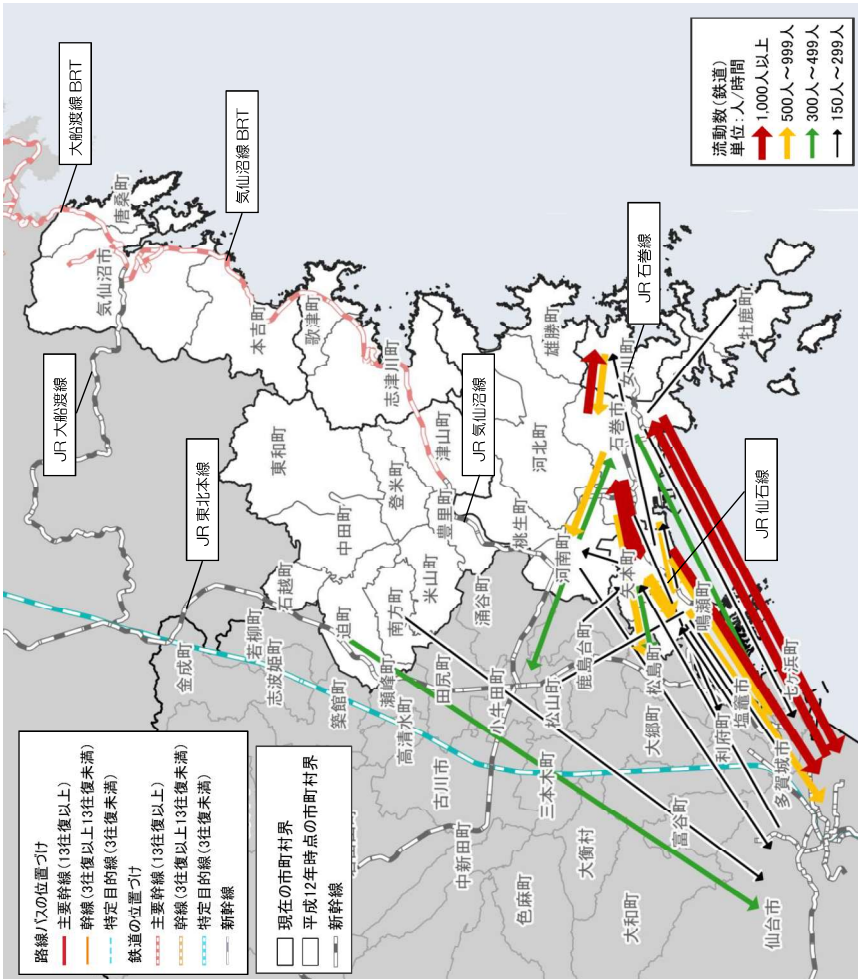 流動数(鉄道)
単位:人/時間
1,000人以上
500人～999人
300人～499人
150人～299人
大船渡線BRT
気仙沼線BRT
JR石巻線
JR大船渡線
JR気仙沼線
JR仙石線
JR東北本線
唐桑町
気仙沼市
本吉町
歌津町
志津川町
雄勝町
女川町
牡鹿町
石巻市
河北町
津山町
東和町
登米町
豊里町
桃生町
中田町
米山町
河南町
矢本町
鳴瀬町
石越町
南方町
迫町
涌谷町
鹿島台町
松島町
七ヶ浜町
金成町
若柳町
志波姫町
築館町
瀬峰町
高清水町
田尻町
小牛田町
松山町
大郷町
利府町
塩竈市
多賀城市
古川市
三本木町
中新田町
大衡村
富谷町
色麻町
大和町
仙台市
路線バスの位置づけ
主要幹線(13往復以上)
幹線(3往復以上13往復未満)
特定目的線(3往復未満)
鉄道の位置づけ
主要幹線(13往復以上)
幹線(3往復以上13往復未満)
特定目的線(3往復未満)
新幹線
現在の市町村界
平成12年時点の市町村界
新幹線